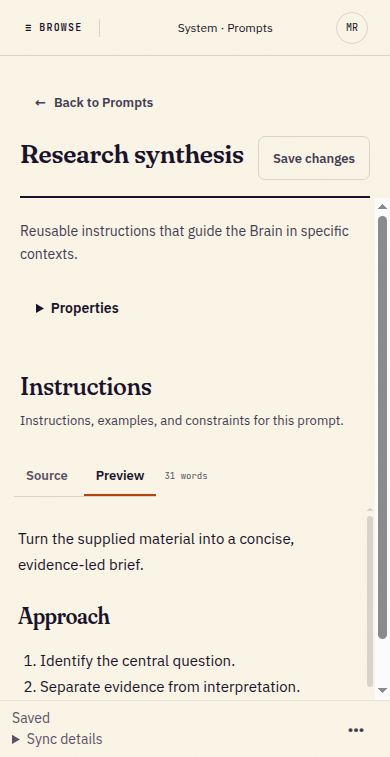 ≡ BROWSE
System · Prompts
MR
← Back to Prompts
Research synthesis
Save changes
Reusable instructions that guide the Brain in specific
contexts.
▶ Properties
Instructions
Instructions, examples, and constraints for this prompt.
Source
Preview
31 words
Turn the supplied material into a concise,
evidence-led brief.
Approach
1. Identify the central question.
2. Separate evidence from interpretation.
Saved
▶ Sync details
•••